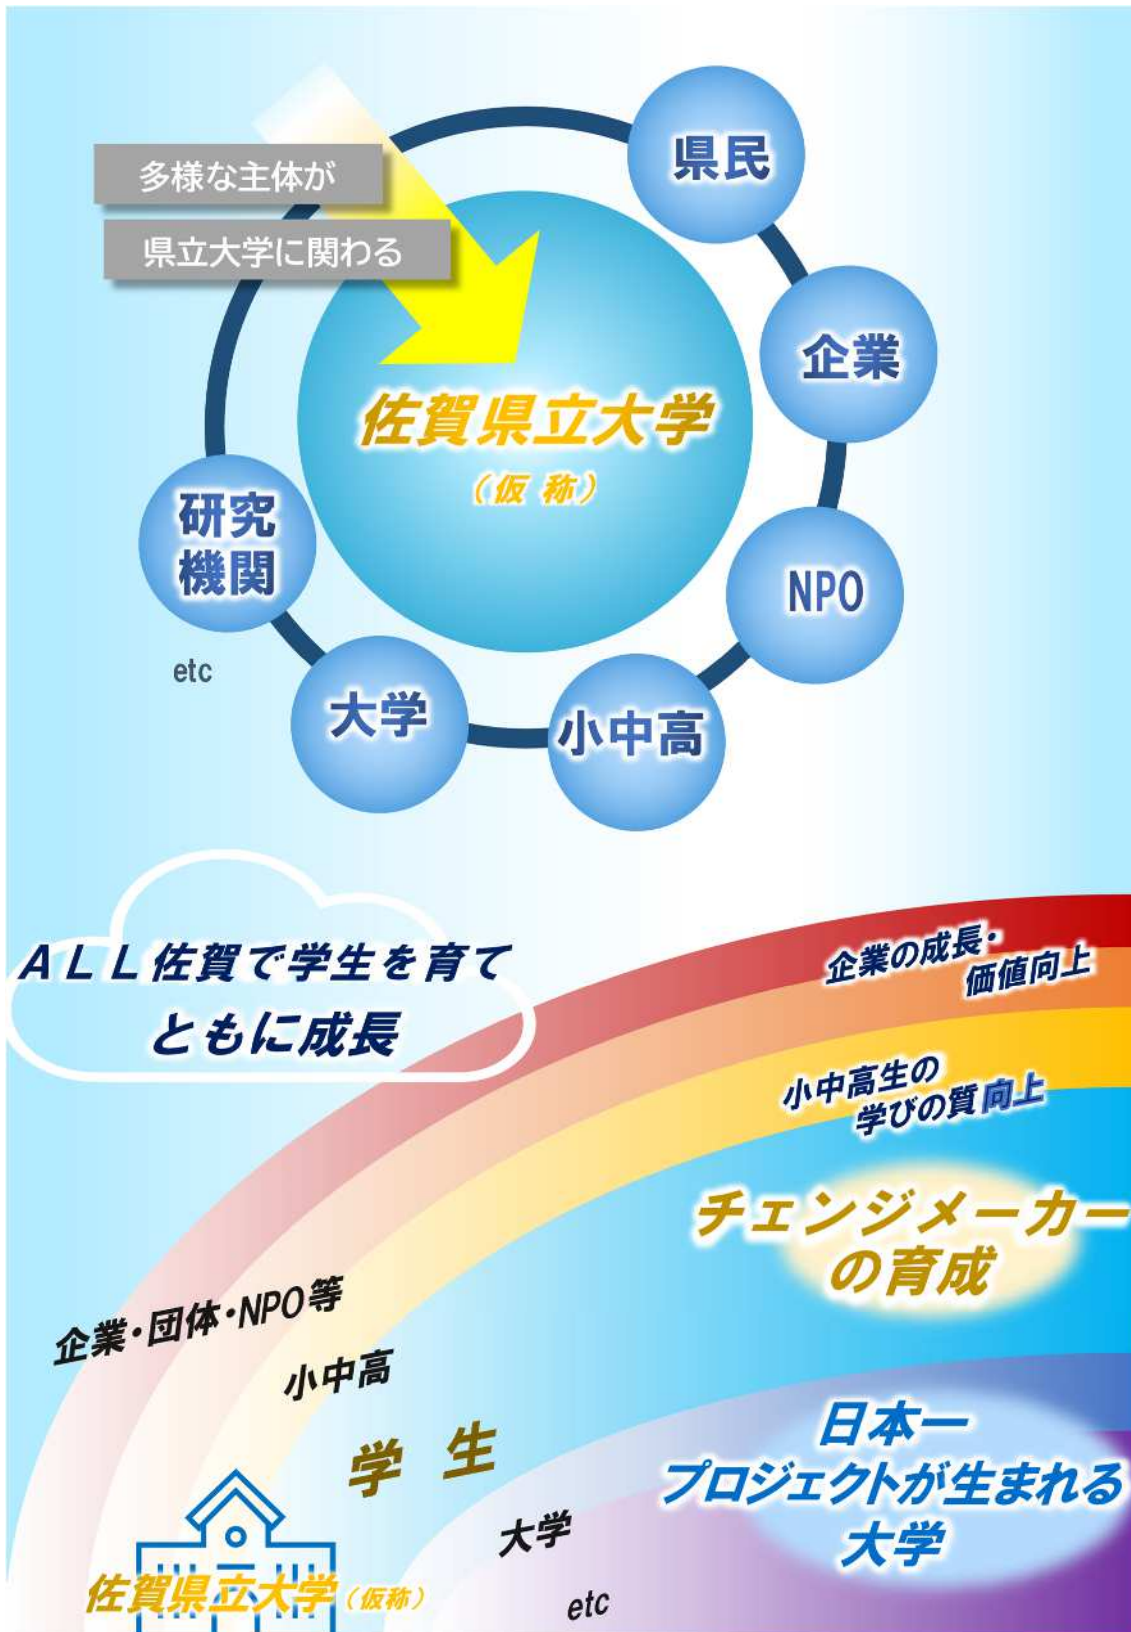 多様な主体が
県立大学に関わる
県民
企業
佐賀県立大学
（仮 称）
研究
機関
NPO
etc
大学
小中高
ＡＬＬ佐賀で学生を育て
ともに成長
企業の成長・
価値向上
小中高生の
学びの質向上
チェンジメーカー
の育成
企業・団体・NPO等
小中高
学 生
日本一
プロジェクトが生まれる
大学
大学
佐賀県立大学（仮称）
etc